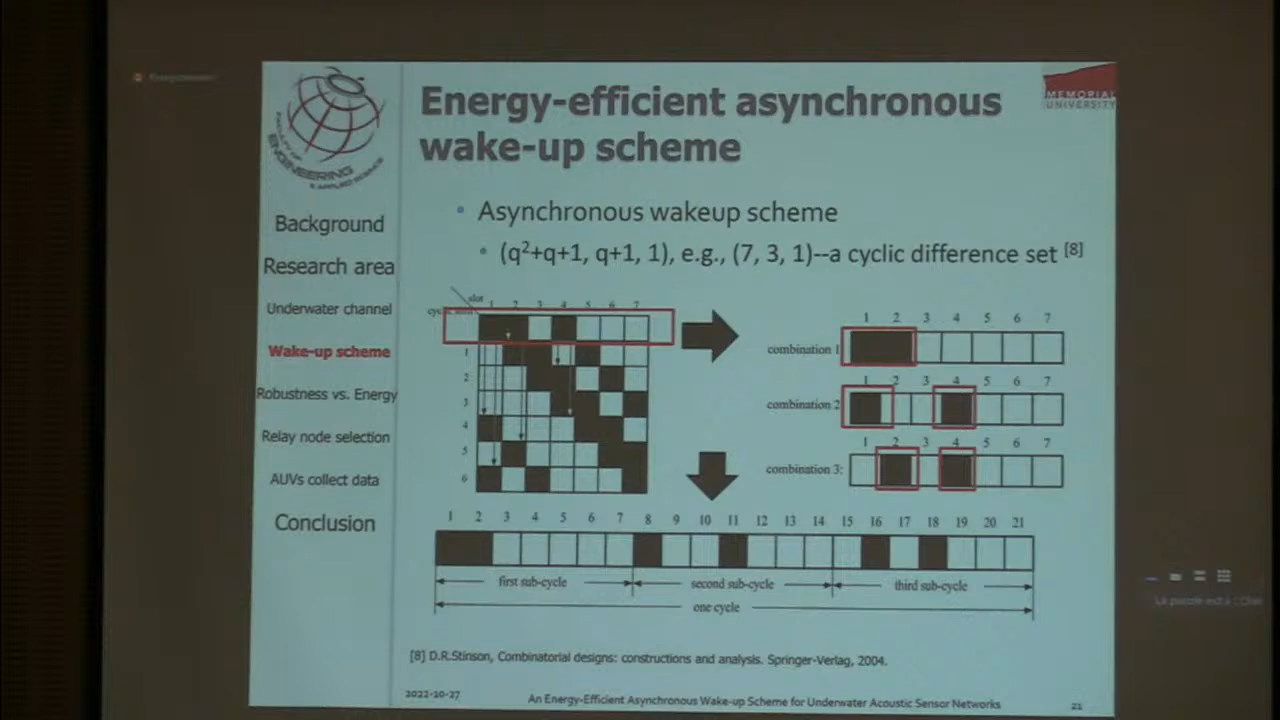 Energy-efficient asynchronous
wake-up scheme
MEMORIAL
UNIVERSITY
FACULTY OF
ENGINEERING
& APPLIED SCIENCE
Background
Research area
Underwater channel
Wake-up scheme
Robustness vs. Energy
Relay node selection
AUVs collect data
Conclusion
• Asynchronous wakeup scheme
• (q²+q+1, q+1, 1), e.g., (7, 3, 1)--a cyclic difference set [8]
slot
1 2 3 4 5 6 7
1
2
3
4
5
6
1 2 3 4 5 6 7
combination 1
1 2 3 4 5 6 7
combination 2
1 2 3 4 5 6 7
combination 3:
1 2 3 4 5 6 7 8 9 10 11 12 13 14 15 16 17 18 19 20 21
first sub-cycle second sub-cycle third sub-cycle
one cycle
[8] D.R.Stinson, Combinatorial designs: constructions and analysis. Springer-Verlag, 2004.
2022-10-27 An Energy-Efficient Asynchronous Wake-up Scheme for Underwater Acoustic Sensor Networks 21